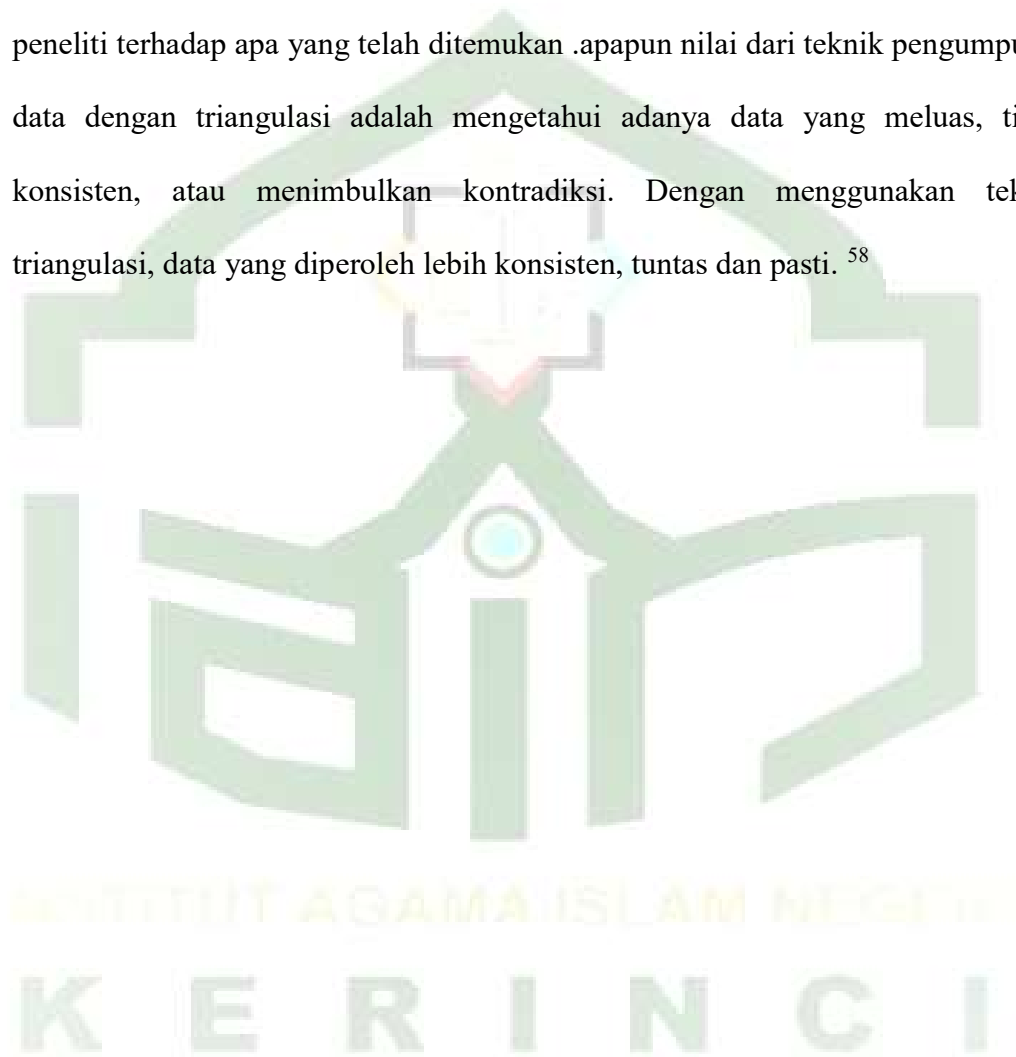 peneliti terhadap apa yang telah ditemukan .apapun nilai dari teknik pengumpu
data dengan triangulasi adalah mengetahui adanya data yang meluas, ti
konsisten, atau menimbulkan kontradiksi. Dengan menggunakan tek
triangulasi, data yang diperoleh lebih konsisten, tuntas dan pasti. 58
iain
INSTITUT AGAMA ISLAM NEGERI
KERINCI